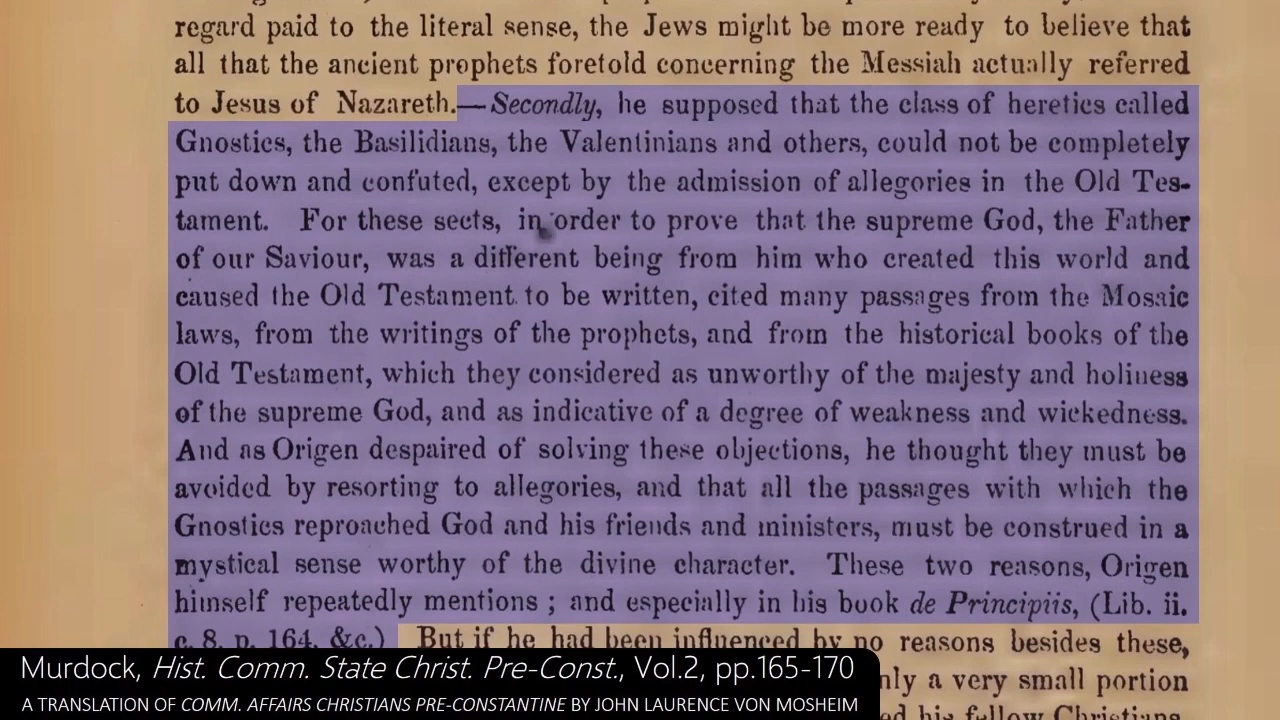 regard paid to the literal sense, the Jews might be more ready to believe that
all that the ancient prophets foretold concerning the Messiah actually referred
to Jesus of Nazareth.—Secondly, he supposed that the class of heretics called
Gnostics, the Basilidians, the Valentinians and others, could not be completely
put down and confuted, except by the admission of allegories in the Old Tes-
tament. For these sects, in order to prove that the supreme God, the Father
of our Saviour, was a different being from him who created this world and
caused the Old Testament to be written, cited many passages from the Mosaic
laws, from the writings of the prophets, and from the historical books of the
Old Testament, which they considered as unworthy of the majesty and holiness
of the supreme God, and as indicative of a degree of weakness and wickedness.
And as Origen despaired of solving these objections, he thought they must be
avoided by resorting to allegories, and that all the passages with which the
Gnostics reproached God and his friends and ministers, must be construed in a
mystical sense worthy of the divine character. These two reasons, Origen
himself repeatedly mentions ; and especially in his book de Principiis, (Lib. ii.
c. 8. p. 164. &c.) But if he had been influenced by no reasons besides these,
only a very small portion
his fellow Christians
Murdock, Hist. Comm. State Christ. Pre-Const., Vol.2, pp.165-170
A TRANSLATION OF COMM. AFFAIRS CHRISTIANS PRE-CONSTANTINE BY JOHN LAURENCE VON MOSHEIM